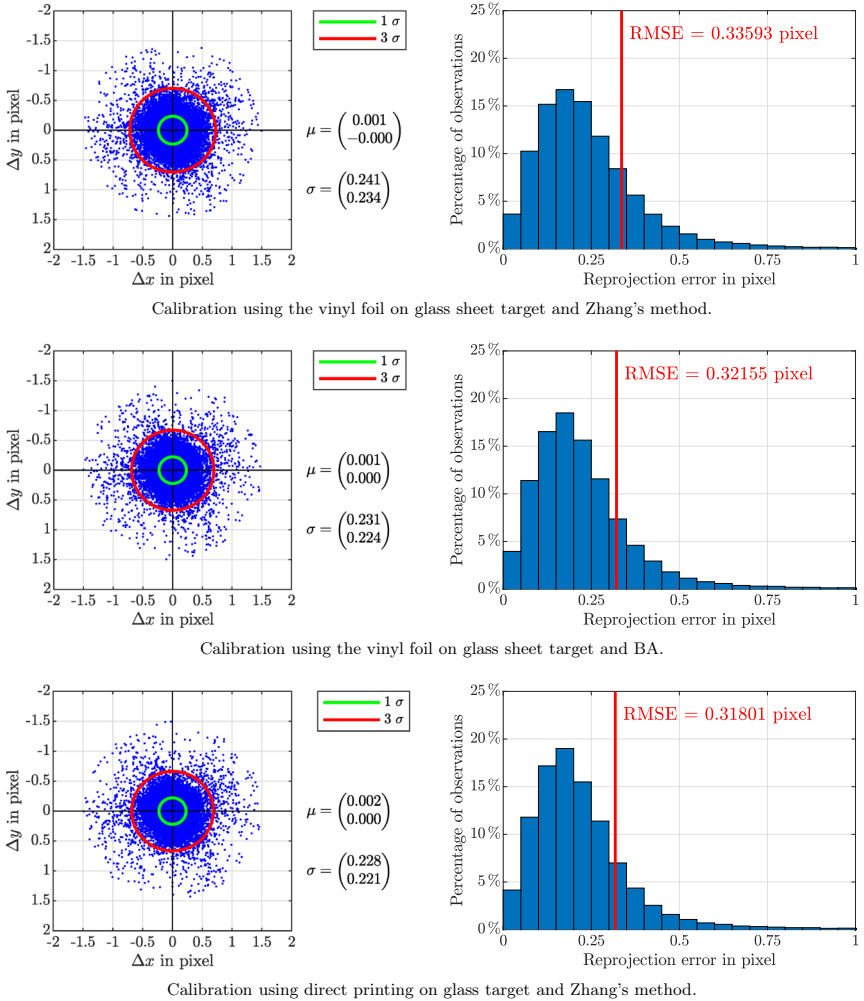 -2
-1.5
-1
-0.5
0
0.5
1
1.5
2
Δy in pixel
-2 -1.5 -1 -0.5 0 0.5 1 1.5 2
Δx in pixel
1 σ
3 σ
μ = (0.001
−0.000)
σ = (0.241
0.234)
25 %
20 %
15 %
10 %
5 %
0 %
Percentage of observations
RMSE = 0.33593 pixel
0 0.25 0.5 0.75 1
Reprojection error in pixel
Calibration using the vinyl foil on glass sheet target and Zhang's method.
-2
-1.5
-1
-0.5
0
0.5
1
1.5
2
Δy in pixel
-2 -1.5 -1 -0.5 0 0.5 1 1.5 2
Δx in pixel
1 σ
3 σ
μ = (0.001
0.000)
σ = (0.231
0.224)
25 %
20 %
15 %
10 %
5 %
0 %
Percentage of observations
RMSE = 0.32155 pixel
0 0.25 0.5 0.75 1
Reprojection error in pixel
Calibration using the vinyl foil on glass sheet target and BA.
-2
-1.5
-1
-0.5
0
0.5
1
1.5
2
Δy in pixel
-2 -1.5 -1 -0.5 0 0.5 1 1.5 2
Δx in pixel
1 σ
3 σ
μ = (0.002
0.000)
σ = (0.228
0.221)
25 %
20 %
15 %
10 %
5 %
0 %
Percentage of observations
RMSE = 0.31801 pixel
0 0.25 0.5 0.75 1
Reprojection error in pixel
Calibration using direct printing on glass target and Zhang's method.